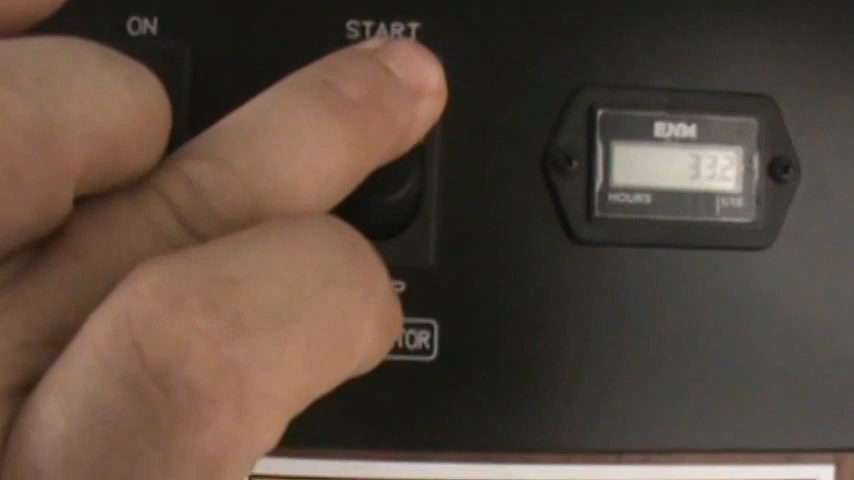 ON
START
ENM
33.2
HOURS
1/10
P
TOR